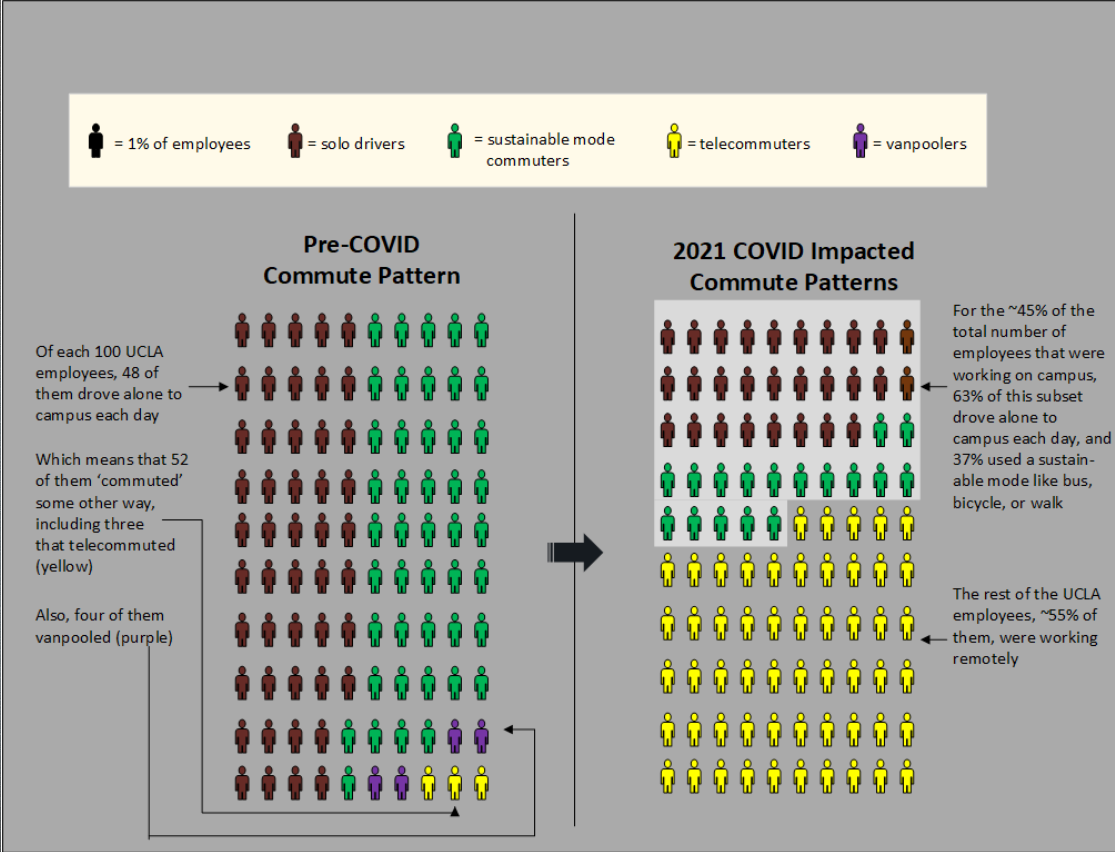 = 1% of employees
= solo drivers
= sustainable mode
commuters
= telecommuters
= vanpoolers
Pre-COVID
Commute Pattern
Of each 100 UCLA
employees, 48 of
them drove alone to
campus each day
Which means that 52
of them ‘commuted’
some other way,
including three
that telecommuted
(yellow)
Also, four of them
vanpooled (purple)
2021 COVID Impacted
Commute Patterns
For the ~45% of the
total number of
employees that were
working on campus,
63% of this subset
drove alone to
campus each day, and
37% used a sustain-
able mode like bus,
bicycle, or walk
The rest of the UCLA
employees, ~55% of
them, were working
remotely